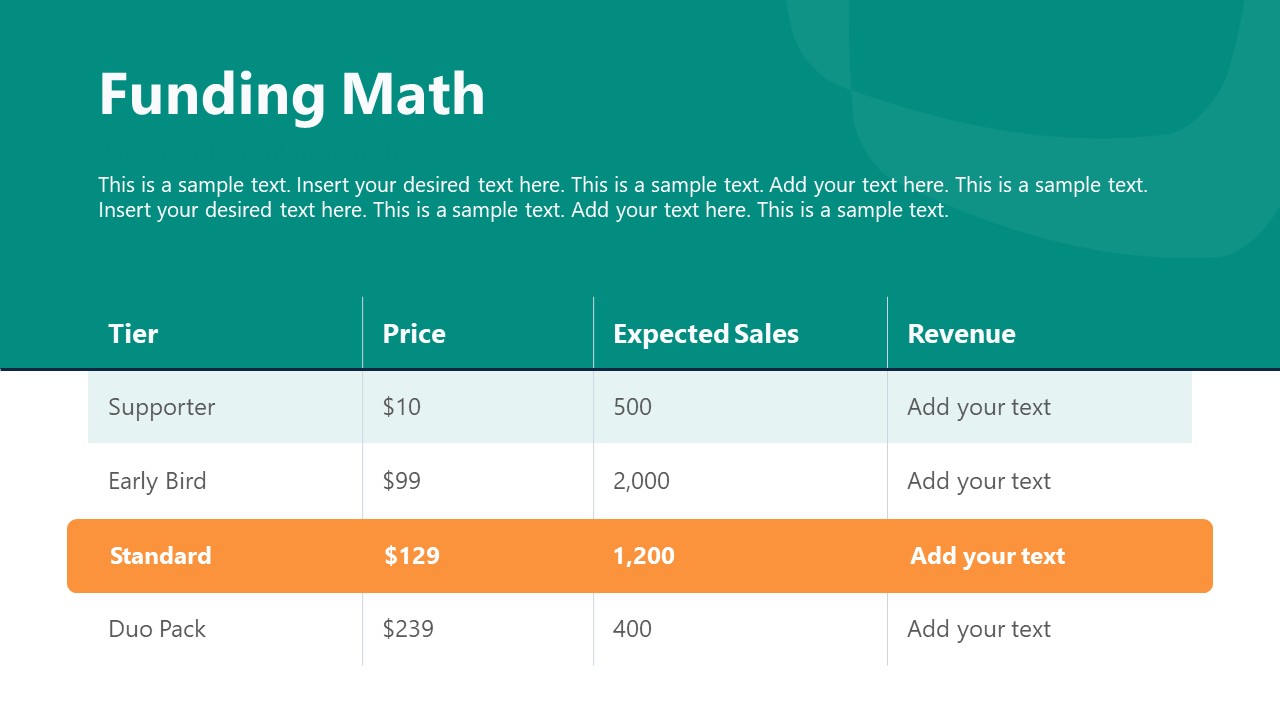 Funding Math
This is a sample text. Insert your desired text here. This is a sample text. Add your text here. This is a sample text.
Insert your desired text here. This is a sample text. Add your text here. This is a sample text.
Tier Price Expected Sales Revenue
Supporter $10 500 Add your text
Early Bird $99 2,000 Add your text
Standard $129 1,200 Add your text
Duo Pack $239 400 Add your text